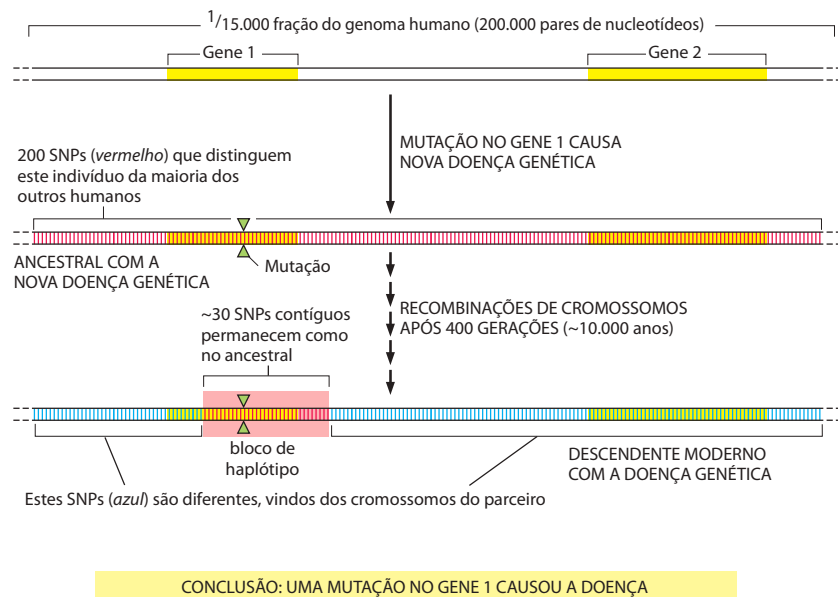 1/15.000 fração do genoma humano (200.000 pares de nucleotídeos)
Gene 1
Gene 2
MUTAÇÃO NO GENE 1 CAUSA
NOVA DOENÇA GENÉTICA
200 SNPs (vermelho) que distinguem
este indivíduo da maioria dos
outros humanos
ANCESTRAL COM A
NOVA DOENÇA GENÉTICA
Mutação
RECOMBINAÇÕES DE CROMOSSOMOS
APÓS 400 GERAÇÕES (~10.000 anos)
~30 SNPs contíguos
permanecem como
no ancestral
bloco de
haplótipo
DESCENDENTE MODERNO
COM A DOENÇA GENÉTICA
Estes SNPs (azul) são diferentes, vindos dos cromossomos do parceiro
CONCLUSÃO: UMA MUTAÇÃO NO GENE 1 CAUSOU A DOENÇA